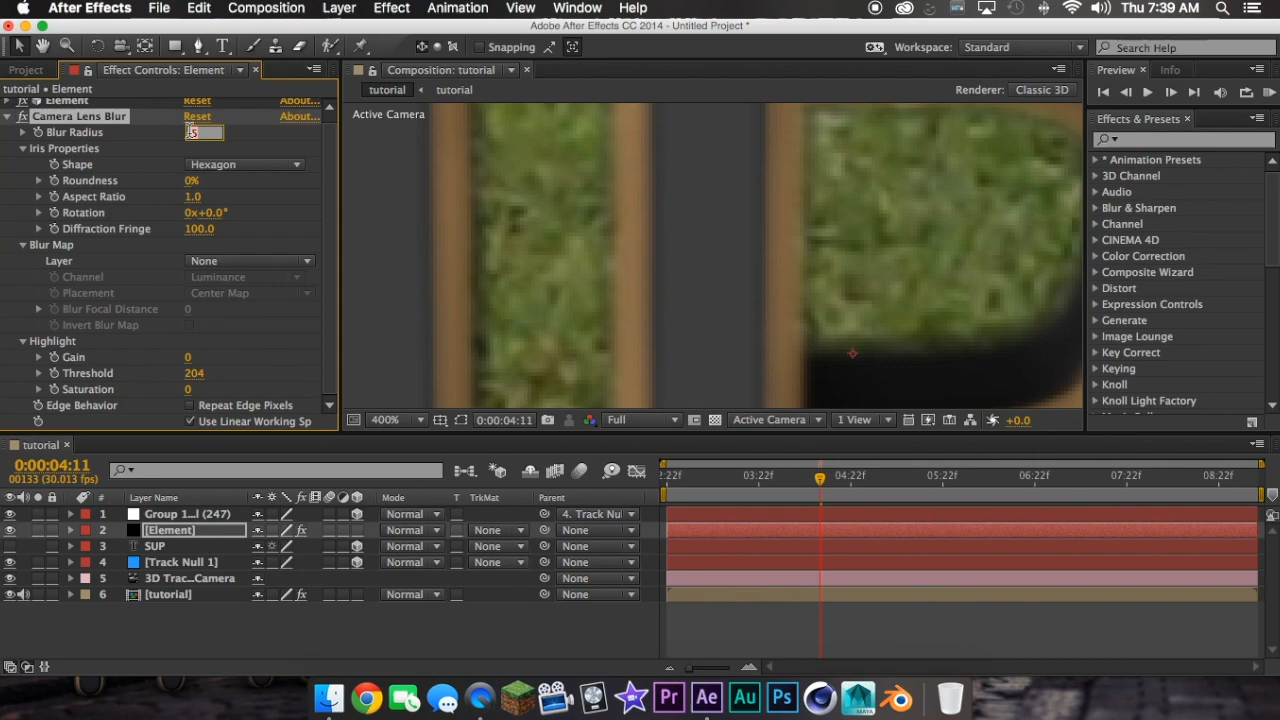 After Effects File Edit Composition Layer Effect Animation View Window Help Thu 7:39 AM
Adobe After Effects CC 2014 - Untitled Project *
Snapping Workspace: Standard Search Help
Project Effect Controls: Element Composition: tutorial Preview Info
tutorial • Element tutorial tutorial Renderer: Classic 3D
Element Reset About...
Camera Lens Blur Reset About...
Active Camera
Effects & Presets
Blur Radius
Iris Properties
Shape Hexagon
Roundness 0%
Aspect Ratio 1.0
Rotation 0x+0.0°
Diffraction Fringe 100.0
Blur Map
Layer None
Channel Luminance
Placement Center Map
Blur Focal Distance 0
Invert Blur Map
Highlight
Gain 0
Threshold 204
Saturation 0
Edge Behavior Repeat Edge Pixels
Use Linear Working Sp
* Animation Presets
3D Channel
Audio
Blur & Sharpen
Channel
CINEMA 4D
Color Correction
Composite Wizard
Distort
Expression Controls
Generate
Image Lounge
Key Correct
Keying
Knoll
Knoll Light Factory
400% 0:00:04:11 Full Active Camera 1 View +0.0
tutorial
0:00:04:11
00133 (30.013 fps)
2:22f 03:22f 04:22f 05:22f 06:22f 07:22f 08:22f
# Layer Name Mode T TrkMat Parent
1 Group 1...l (247) Normal 4. Track Nul
2 [Element] Normal None None
3 SUP Normal None None
4 [Track Null 1] Normal None None
5 3D Trac...Camera None
6 [tutorial] Normal None None
Pr Ae Au Ps MAYA